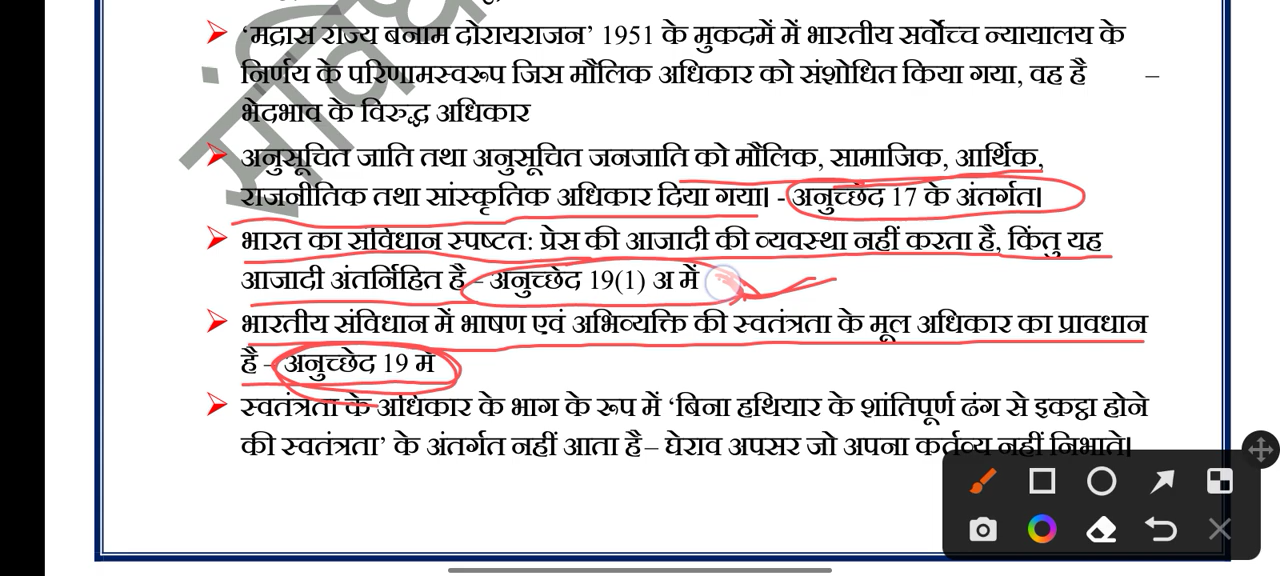 ‘मद्रास राज्य बनाम दोरायराजन’ 1951 के मुकदमें में भारतीय सर्वोच्च न्यायालय के
निर्णय के परिणामस्वरूप जिस मौलिक अधिकार को संशोधित किया गया, वह है –
भेदभाव के विरुद्ध अधिकार
अनुसूचित जाति तथा अनुसूचित जनजाति को मौलिक, सामाजिक, आर्थिक,
राजनीतिक तथा सांस्कृतिक अधिकार दिया गया। - अनुच्छेद 17 के अंतर्गत।
भारत का सविधान स्पष्टत: प्रेस की आजादी की व्यवस्था नहीं करता है, किंतु यह
आजादी अंतर्निहित है – अनुच्छेद 19(1) अ में
भारतीय संविधान में भाषण एवं अभिव्यक्ति की स्वतंत्रता के मूल अधिकार का प्रावधान
है – अनुच्छेद 19 में
स्वतंत्रता के अधिकार के भाग के रूप में ‘बिना हथियार के शांतिपूर्ण ढंग से इकट्ठा होने
की स्वतंत्रता’ के अंतर्गत नहीं आता है – घेराव अपसर जो अपना कर्तव्य नहीं निभाते।